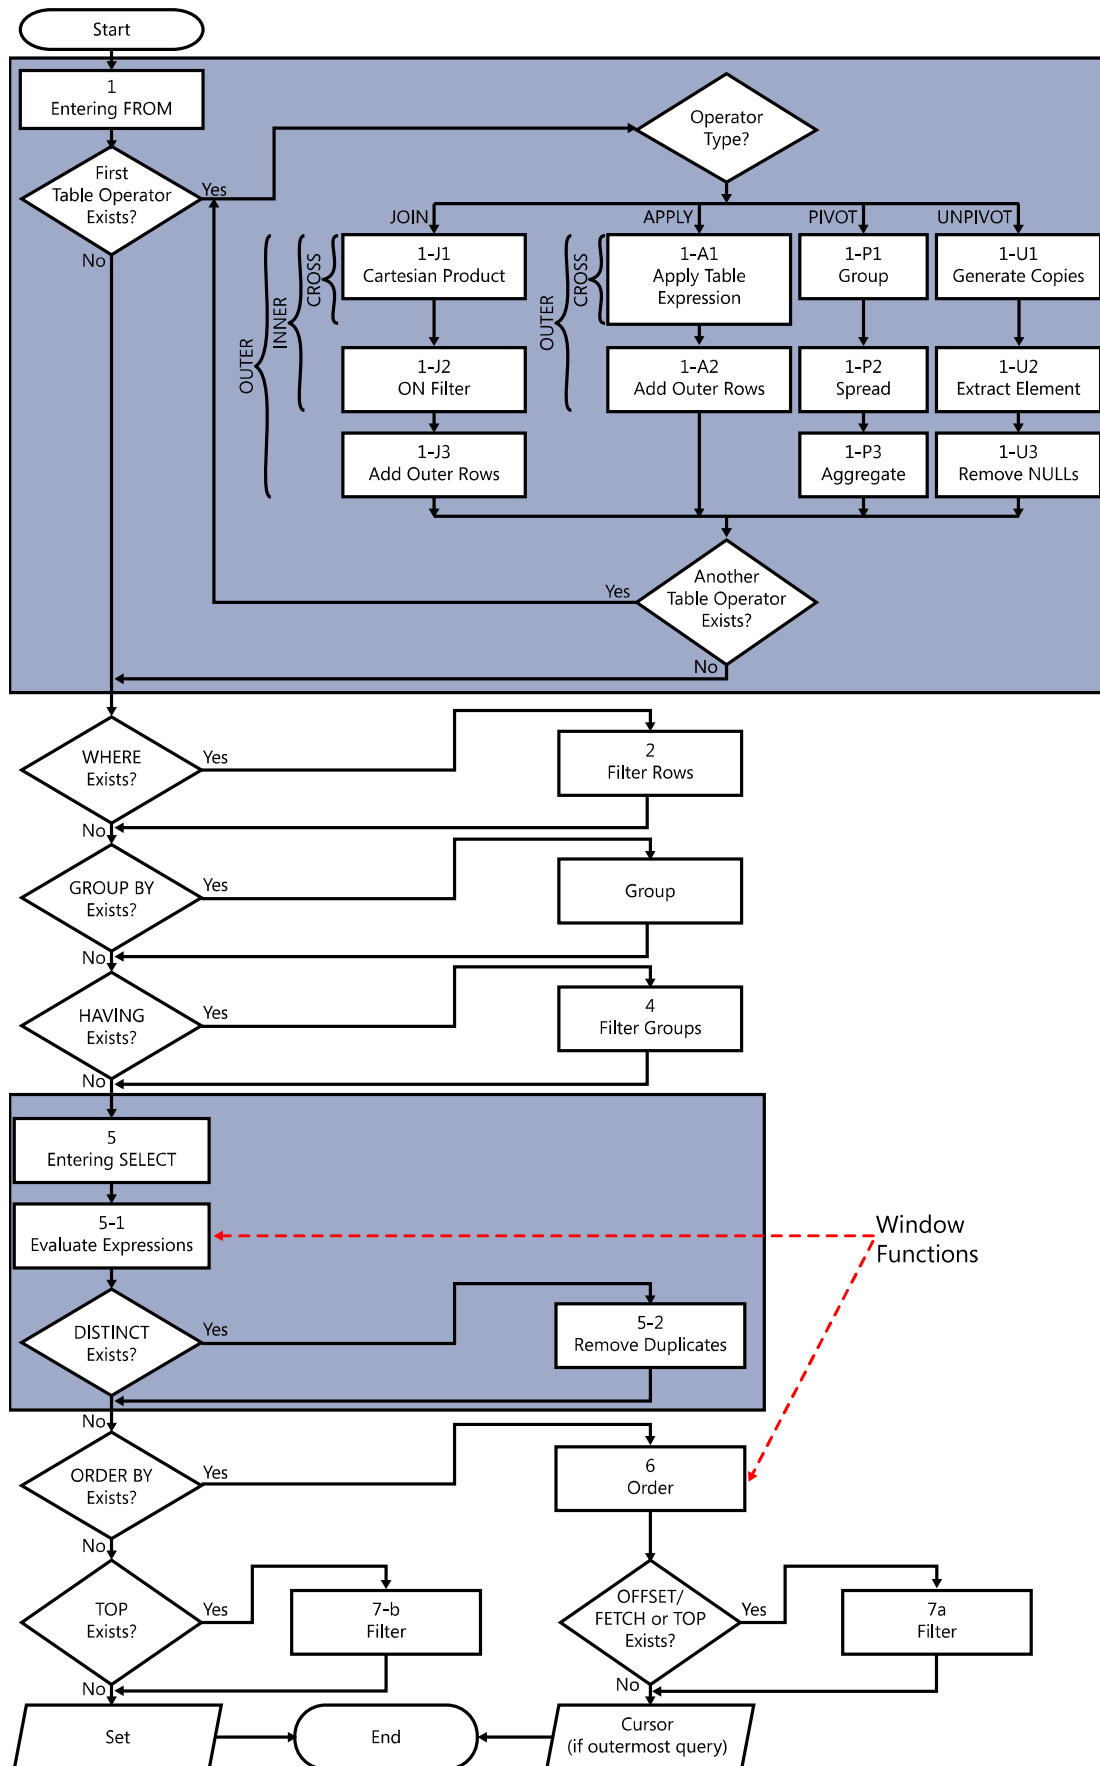 Start
1
Entering FROM
First
Table Operator
Exists?
Yes
No
Operator
Type?
JOIN
APPLY
PIVOT
UNPIVOT
OUTER
INNER
CROSS
1-J1
Cartesian Product
1-J2
ON Filter
1-J3
Add Outer Rows
OUTER
CROSS
1-A1
Apply Table
Expression
1-A2
Add Outer Rows
1-P1
Group
1-P2
Spread
1-P3
Aggregate
1-U1
Generate Copies
1-U2
Extract Element
1-U3
Remove NULLs
Another
Table Operator
Exists?
Yes
No
WHERE
Exists?
Yes
No
2
Filter Rows
GROUP BY
Exists?
Yes
No
Group
HAVING
Exists?
Yes
No
4
Filter Groups
5
Entering SELECT
5-1
Evaluate Expressions
Window
Functions
DISTINCT
Exists?
Yes
No
5-2
Remove Duplicates
ORDER BY
Exists?
Yes
No
6
Order
TOP
Exists?
Yes
No
7-b
Filter
OFFSET/
FETCH or TOP
Exists?
Yes
No
7a
Filter
Set
End
Cursor
(if outermost query)